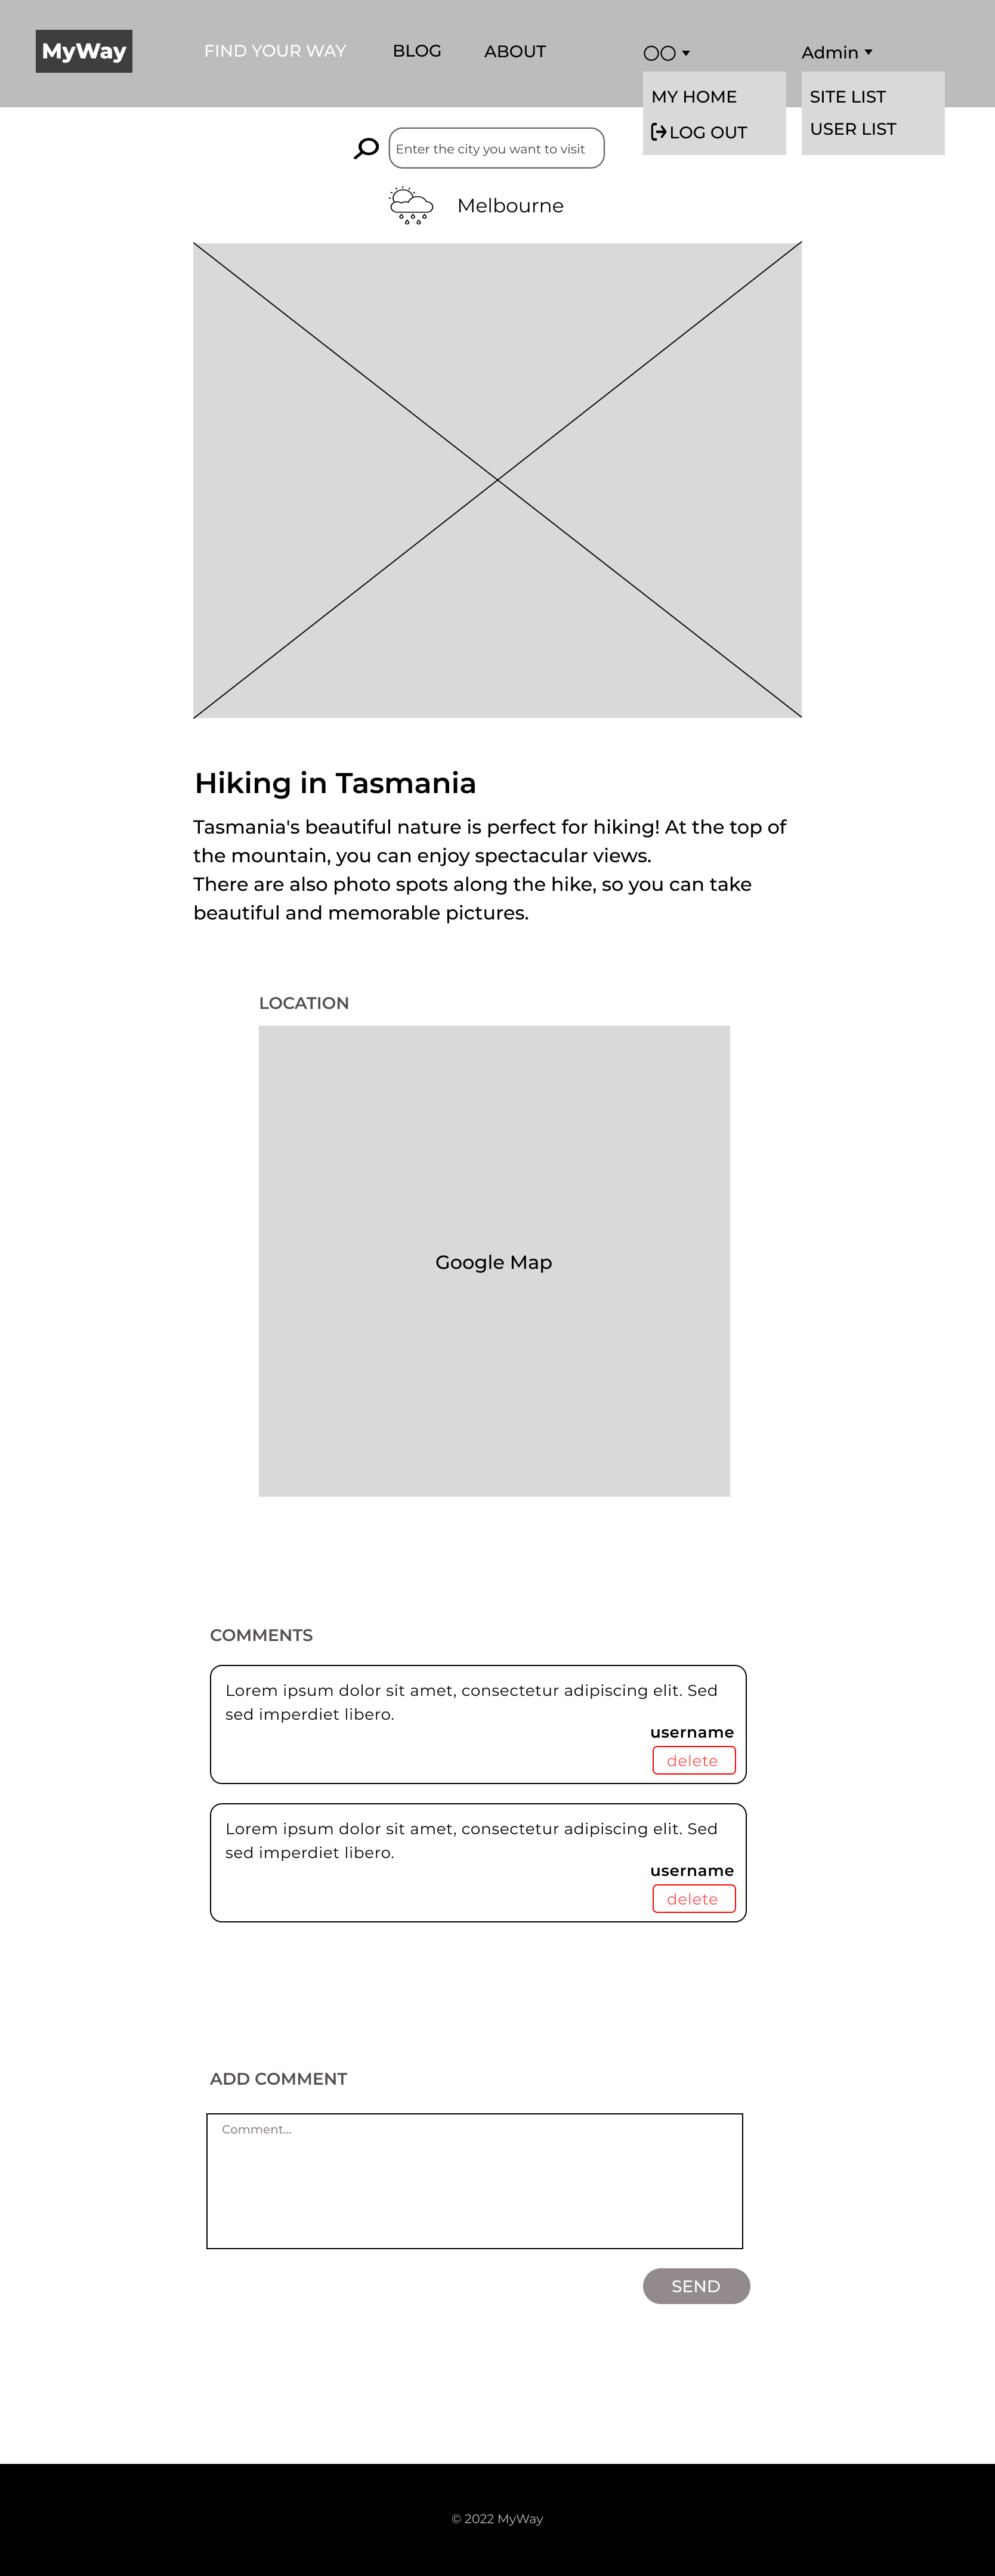 MyWay
FIND YOUR WAY
BLOG
ABOUT
○○
Admin
MY HOME
LOG OUT
SITE LIST
USER LIST
Enter the city you want to visit
Melbourne
Hiking in Tasmania
Tasmania's beautiful nature is perfect for hiking! At the top of
the mountain, you can enjoy spectacular views.
There are also photo spots along the hike, so you can take
beautiful and memorable pictures.
LOCATION
Google Map
COMMENTS
Lorem ipsum dolor sit amet, consectetur adipiscing elit. Sed
sed imperdiet libero.
username
delete
Lorem ipsum dolor sit amet, consectetur adipiscing elit. Sed
sed imperdiet libero.
username
delete
ADD COMMENT
Comment...
SEND
© 2022 MyWay